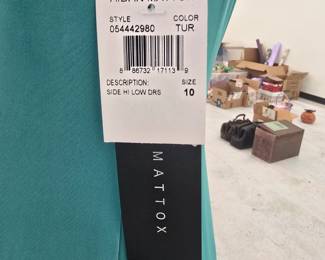 STYLE COLOR
054442980 TUR
8 86732 17113 9
DESCRIPTION: SIZE
SIDE HI LOW DRS 10
MATTOX